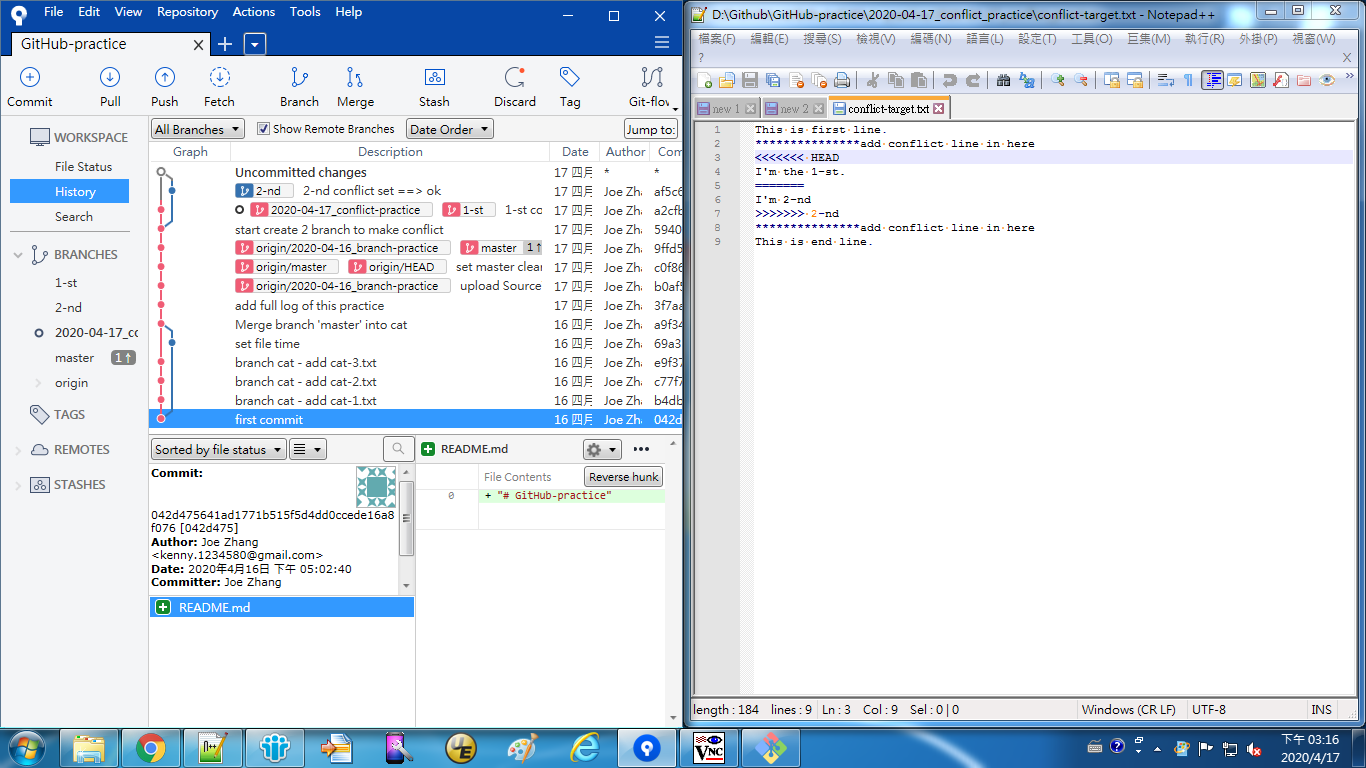 File Edit View Repository Actions Tools Help
GitHub-practice
Commit Pull Push Fetch Branch Merge Stash Discard Tag Git-flow
WORKSPACE
File Status
History
Search
BRANCHES
1-st
2-nd
2020-04-17_cc
master 1↑
origin
TAGS
REMOTES
STASHES
All Branches Show Remote Branches Date Order Jump to:
Graph Description Date Author Com
Uncommitted changes 17 四月 * *
2-nd 2-nd conflict set ==> ok 17 四月 Joe Zha af5c6
2020-04-17_conflict-practice 1-st 1-st co 17 四月 Joe Zha a2cfb
start create 2 branch to make conflict 17 四月 Joe Zha 5940
origin/2020-04-16_branch-practice master 1↑ 17 四月 Joe Zha 9ffd5
origin/master origin/HEAD set master clear 17 四月 Joe Zha c0f86
origin/2020-04-16_branch-practice upload Source 17 四月 Joe Zha b0af5
add full log of this practice 17 四月 Joe Zha 3f7aa
Merge branch 'master' into cat 16 四月 Joe Zha a9f34
set file time 16 四月 Joe Zha 69a3
branch cat - add cat-3.txt 16 四月 Joe Zha e9f37
branch cat - add cat-2.txt 16 四月 Joe Zha c77f7
branch cat - add cat-1.txt 16 四月 Joe Zha b4db
first commit 16 四月 Joe Zha 042d
Sorted by file status
Commit:
042d475641ad1771b515f5d4dd0ccede16a8
f076 [042d475]
Author: Joe Zhang
<kenny.1234580@gmail.com>
Date: 2020年4月16日 下午 05:02:40
Committer: Joe Zhang
README.md
README.md
File Contents Reverse hunk
0 + "# GitHub-practice"
D:\Github\GitHub-practice\2020-04-17_conflict_practice\conflict-target.txt - Notepad++
檔案(F) 編輯(E) 搜尋(S) 檢視(V) 編碼(N) 語言(L) 設定(T) 工具(O) 巨集(M) 執行(R) 外掛(P) 視窗(W)
? X
new 1 new 2 conflict-target.txt
1 This is first line.
2 ***************add conflict line in here
3 <<<<<<< HEAD
4 I'm the 1-st.
5 =======
6 I'm 2-nd
7 >>>>>>> 2-nd
8 ***************add conflict line in here
9 This is end line.
length : 184 lines : 9 Ln : 3 Col : 9 Sel : 0 | 0 Windows (CR LF) UTF-8 INS
下午 03:16
2020/4/17